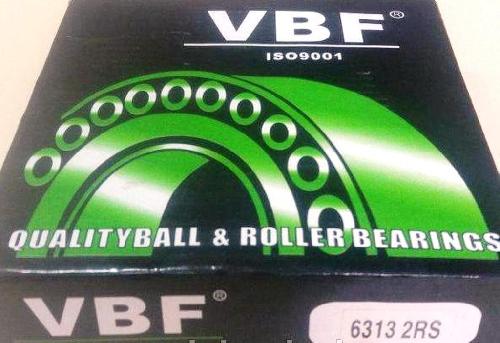 VBF®
ISO9001
QUALITYBALL & ROLLER BEARINGS
VBF®
6313 2RS